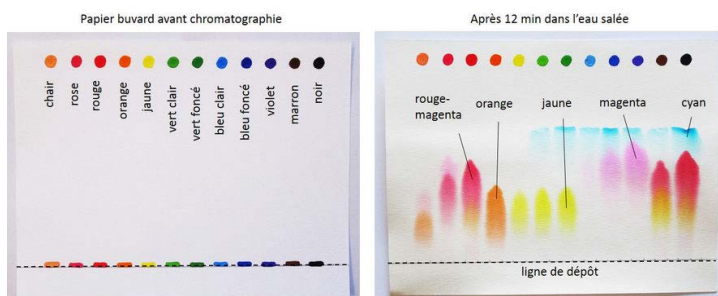 Papier buvard avant chromatographie
chair
rose
rouge
orange
jaune
vert clair
vert foncé
bleu clair
bleu foncé
violet
marron
noir
Après 12 min dans l’eau salée
rouge-
magenta
orange
jaune
magenta
cyan
ligne de dépôt